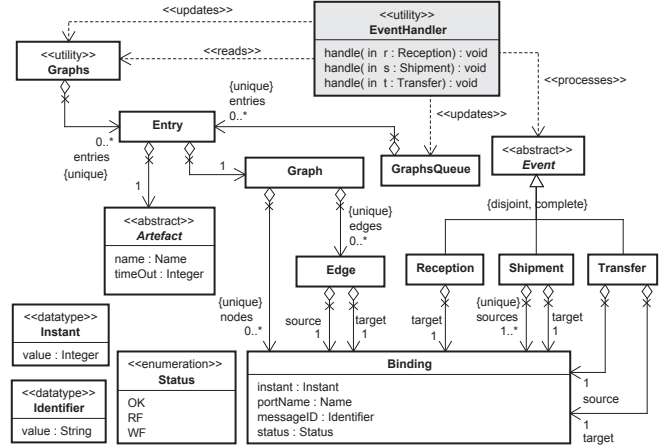 <<updates>>
<<utility>>
EventHandler
handle( in r : Reception) : void
handle( in s : Shipment) : void
handle( in t : Transfer) : void
<<utility>>
Graphs
<<reads>>
<<processes>>
{unique}
entries
0..*
<<updates>>
Entry
0..*
entries
{unique}
1
1
Graph
GraphsQueue
<<abstract>>
Event
{disjoint, complete}
<<abstract>>
Artefact
name : Name
timeOut : Integer
{unique}
edges
0..*
Edge
Reception
Shipment
Transfer
{unique}
nodes
0..*
source
1
target
1
target
1
{unique}
sources
1..*
target
1
<<datatype>>
Instant
value : Integer
<<datatype>>
Identifier
value : String
<<enumeration>>
Status
OK
RF
WF
Binding
instant : Instant
portName : Name
messageID : Identifier
status : Status
1
source
1
target